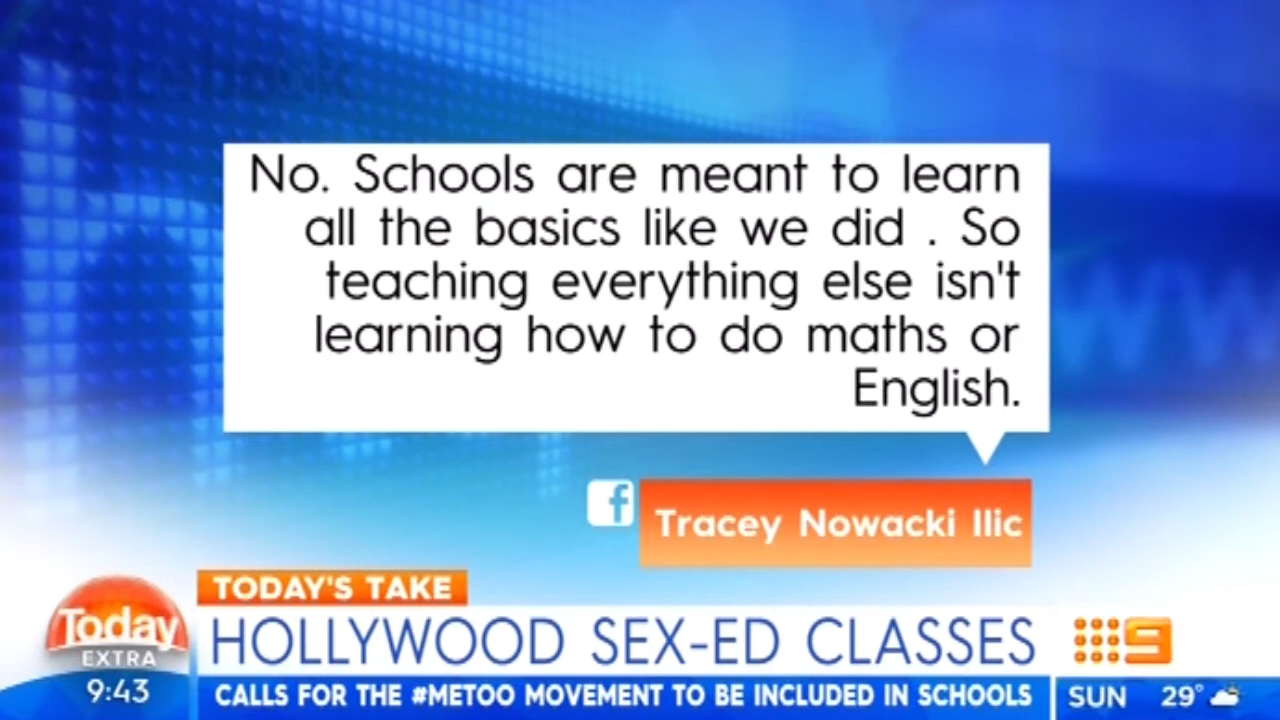 No. Schools are meant to learn
all the basics like we did . So
teaching everything else isn't
learning how to do maths or
English.
f
Tracey Nowacki Ilic
TODAY'S TAKE
HOLLYWOOD SEX-ED CLASSES
CALLS FOR THE #METOO MOVEMENT TO BE INCLUDED IN SCHOOLS
Today
EXTRA
9:43
9
SUN 29°